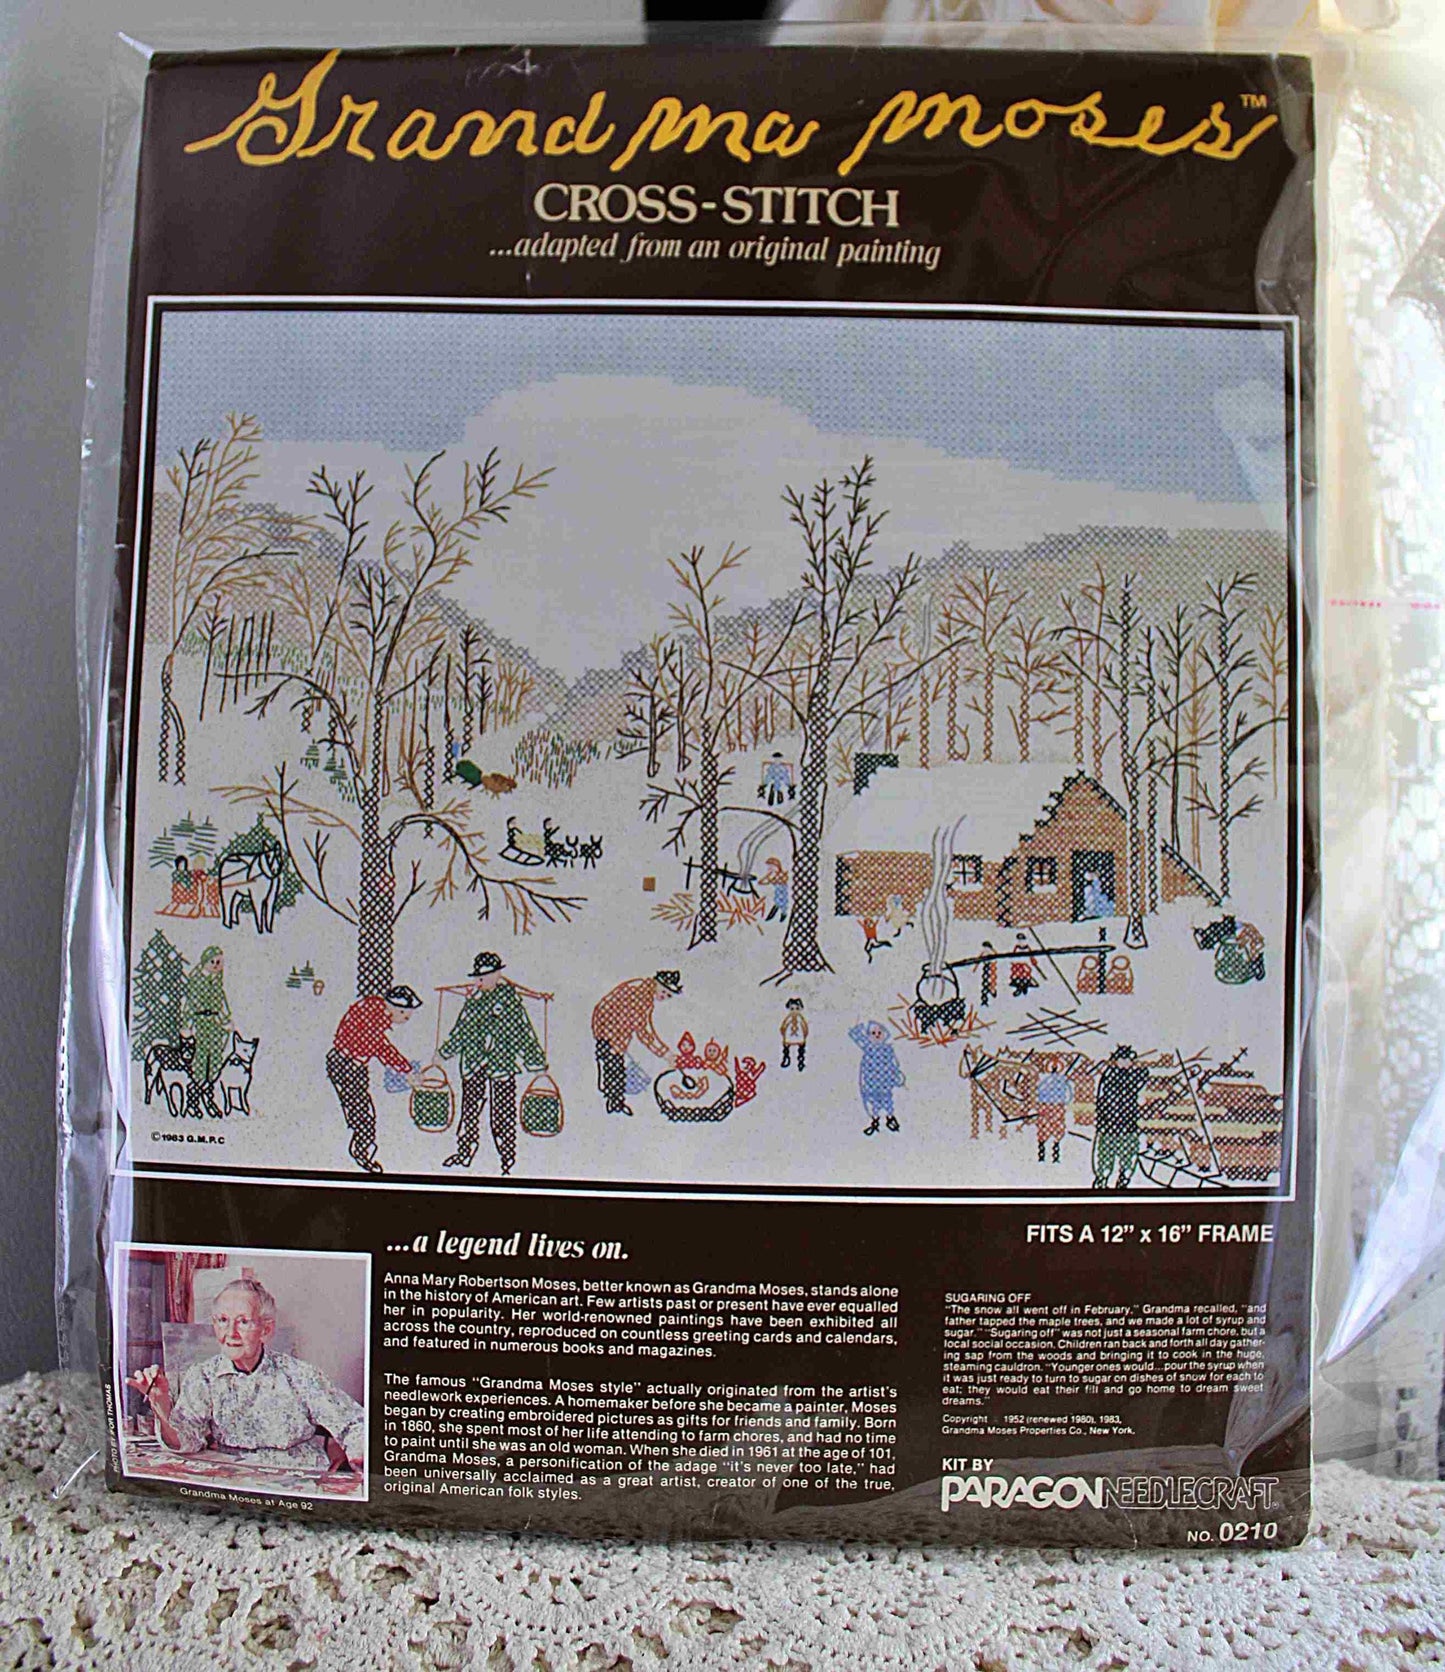 Grandma Moses™
CROSS-STITCH
...adapted from an original painting
©1983 G.M.P.C
FITS A 12” x 16” FRAME
...a legend lives on.
Anna Mary Robertson Moses, better known as Grandma Moses, stands alone
in the history of American art. Few artists past or present have ever equalled
her in popularity. Her world-renowned paintings have been exhibited all
across the country, reproduced on countless greeting cards and calendars,
and featured in numerous books and magazines.
The famous “Grandma Moses style” actually originated from the artist’s
needlework experiences. A homemaker before she became a painter, Moses
began by creating embroidered pictures as gifts for friends and family. Born
in 1860, she spent most of her life attending to farm chores, and had no time
to paint until she was an old woman. When she died in 1961 at the age of 101,
Grandma Moses, a personification of the adage “it’s never too late,” had
been universally acclaimed as a great artist, creator of one of the true,
original American folk styles.
PHOTO BY IFOR THOMAS
Grandma Moses at Age 92
SUGARING OFF
“The snow all went off in February,” Grandma recalled, “and
father tapped the maple trees, and we made a lot of syrup and
sugar.” “Sugaring off” was not just a seasonal farm chore, but a
local social occasion. Children ran back and forth all day gather-
ing sap from the woods and bringing it to cook in the huge,
steaming cauldron. “Younger ones would...pour the syrup when
it was just ready to turn to sugar on dishes of snow for each to
eat; they would eat their fill and go home to dream sweet
dreams.”
Copyright 1952 (renewed 1980), 1983,
Grandma Moses Properties Co., New York.
KIT BY
PARAGON NEEDLECRAFT®
NO. 0210